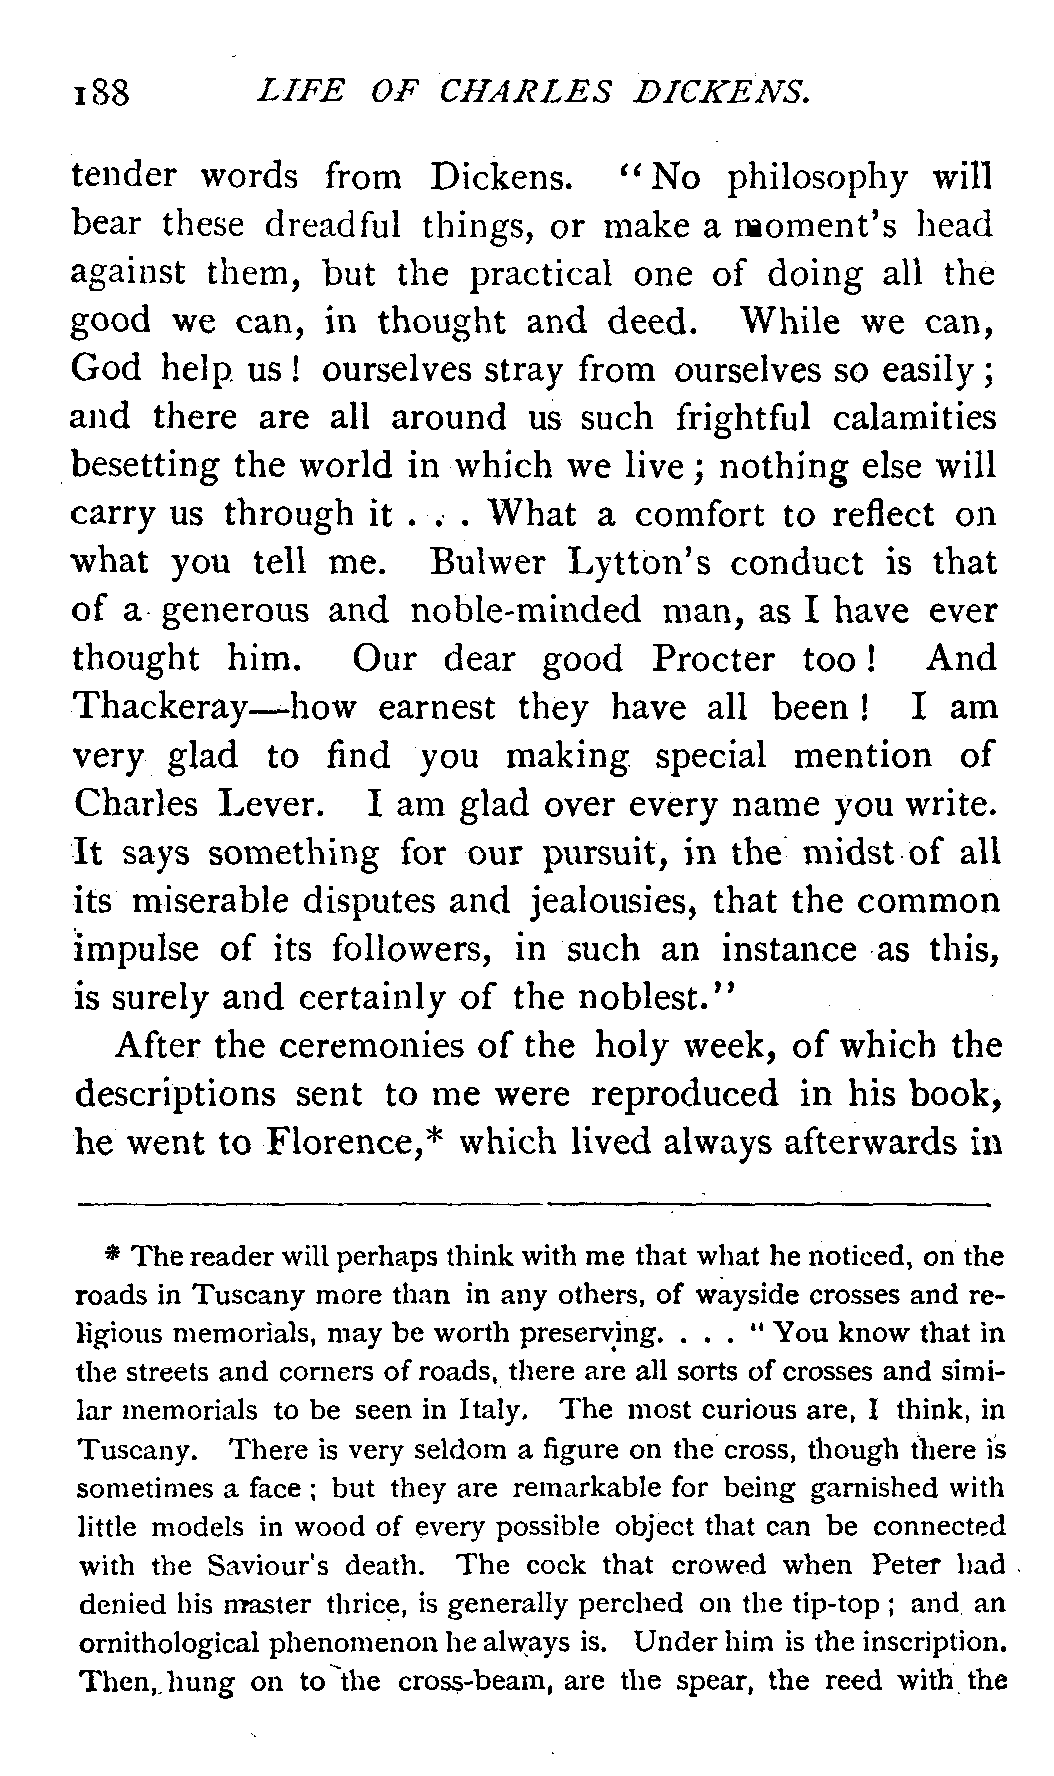 188 LIFE OF CHARLES DICKENS.
tender words from Dickens. "No philosophy will
bear these dreadful things, or make a moment's head
against them, but the practical one of doing all the
good we can, in thought and deed. While we can,
God help us! ourselves stray from ourselves so easily;
and there are all around us such frightful calamities
besetting the world in which we live; nothing else will
carry us through it . . . What a comfort to reflect on
what you tell me. Bulwer Lytton's conduct is that
of a generous and noble-minded man, as I have ever
thought him. Our dear good Procter too! And
Thackeray—how earnest they have all been! I am
very glad to find you making special mention of
Charles Lever. I am glad over every name you write.
It says something for our pursuit, in the midst of all
its miserable disputes and jealousies, that the common
impulse of its followers, in such an instance as this,
is surely and certainly of the noblest."
After the ceremonies of the holy week, of which the
descriptions sent to me were reproduced in his book,
he went to Florence,* which lived always afterwards in
* The reader will perhaps think with me that what he noticed, on the
roads in Tuscany more than in any others, of wayside crosses and re-
ligious memorials, may be worth preserving. . . . "You know that in
the streets and corners of roads, there are all sorts of crosses and simi-
lar memorials to be seen in Italy. The most curious are, I think, in
Tuscany. There is very seldom a figure on the cross, though there is
sometimes a face; but they are remarkable for being garnished with
little models in wood of every possible object that can be connected
with the Saviour's death. The cock that crowed when Peter had
denied his master thrice, is generally perched on the tip-top; and an
ornithological phenomenon he always is. Under him is the inscription.
Then, hung on to the cross-beam, are the spear, the reed with the